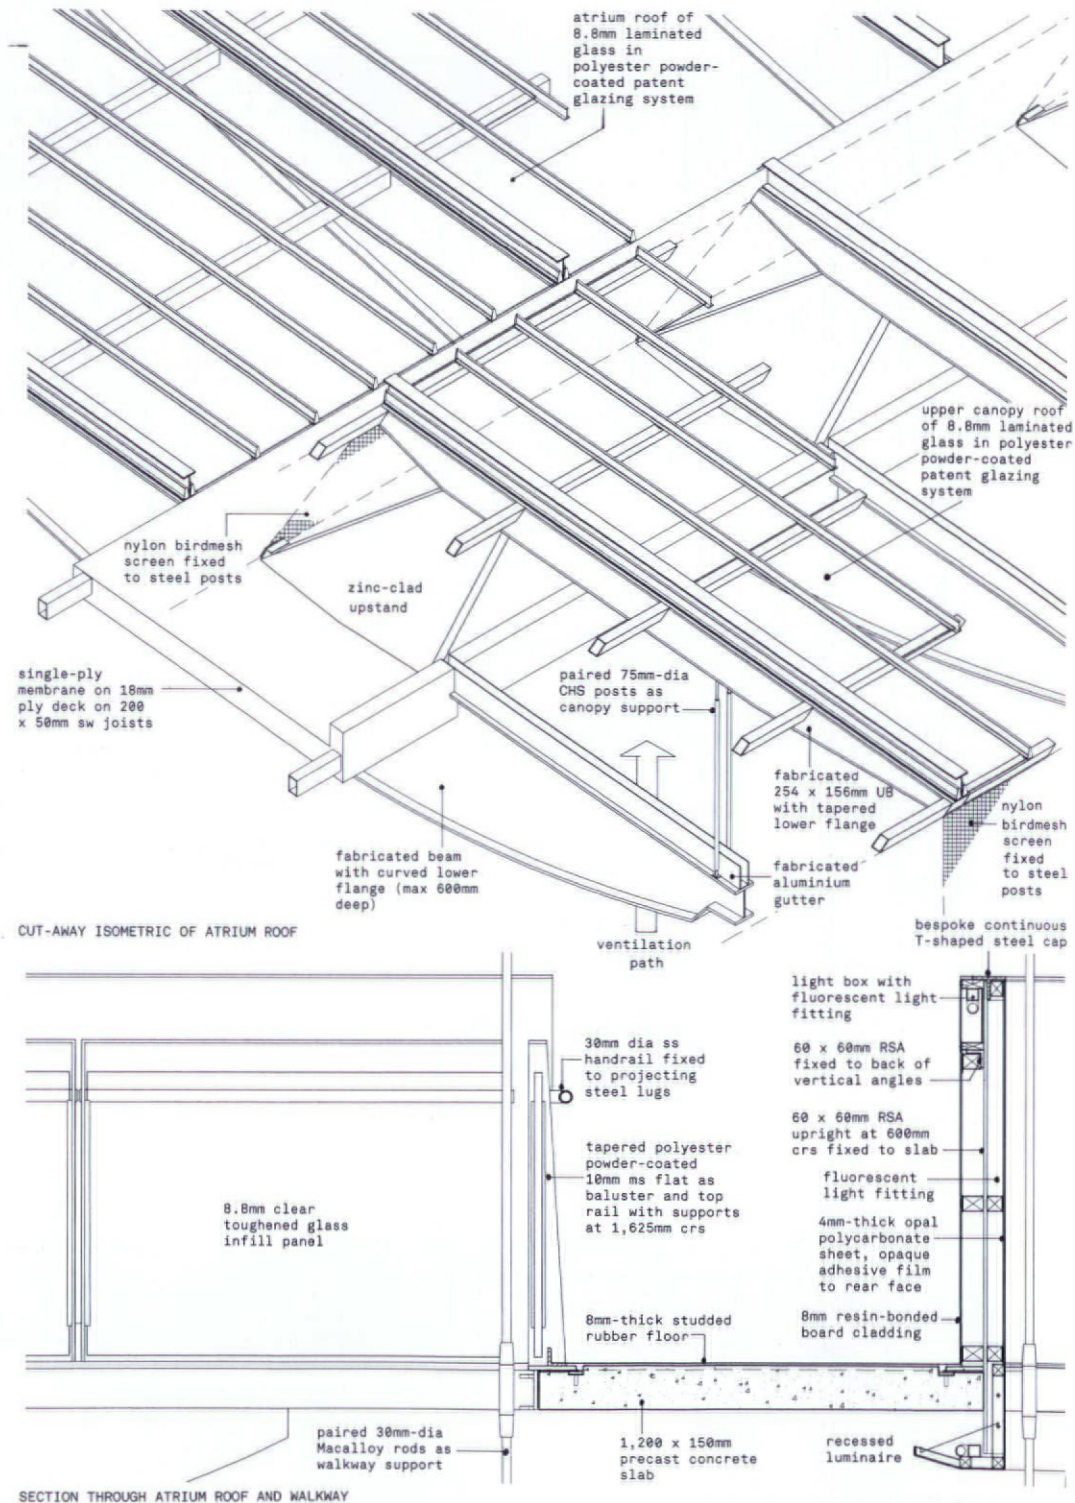 atrium roof of
8.8mm laminated
glass in
polyester powder-
coated patent
glazing system
upper canopy roof
of 8.8mm laminated
glass in polyester
powder-coated
patent glazing
system
nylon birdmesh
screen fixed
to steel posts
zinc-clad
upstand
single-ply
membrane on 18mm
ply deck on 200
x 50mm sw joists
paired 75mm-dia
CHS posts as
canopy support
fabricated
254 x 156mm UB
with tapered
lower flange
nylon
birdmesh
screen
fixed
to steel
posts
fabricated beam
with curved lower
flange (max 600mm
deep)
fabricated
aluminium
gutter
ventilation
path
CUT-AWAY ISOMETRIC OF ATRIUM ROOF
bespoke continuous
T-shaped steel cap
light box with
fluorescent light
fitting
30mm dia ss
handrail fixed
to projecting
steel lugs
60 x 60mm RSA
fixed to back of
vertical angles
60 x 60mm RSA
upright at 600mm
crs fixed to slab
tapered polyester
powder-coated
10mm ms flat as
baluster and top
rail with supports
at 1,625mm crs
fluorescent
light fitting
8.8mm clear
toughened glass
infill panel
4mm-thick opal
polycarbonate
sheet, opaque
adhesive film
to rear face
8mm-thick studded
rubber floor
8mm resin-bonded
board cladding
paired 30mm-dia
Macalloy rods as
walkway support
1,200 x 150mm
precast concrete
slab
recessed
luminaire
SECTION THROUGH ATRIUM ROOF AND WALKWAY